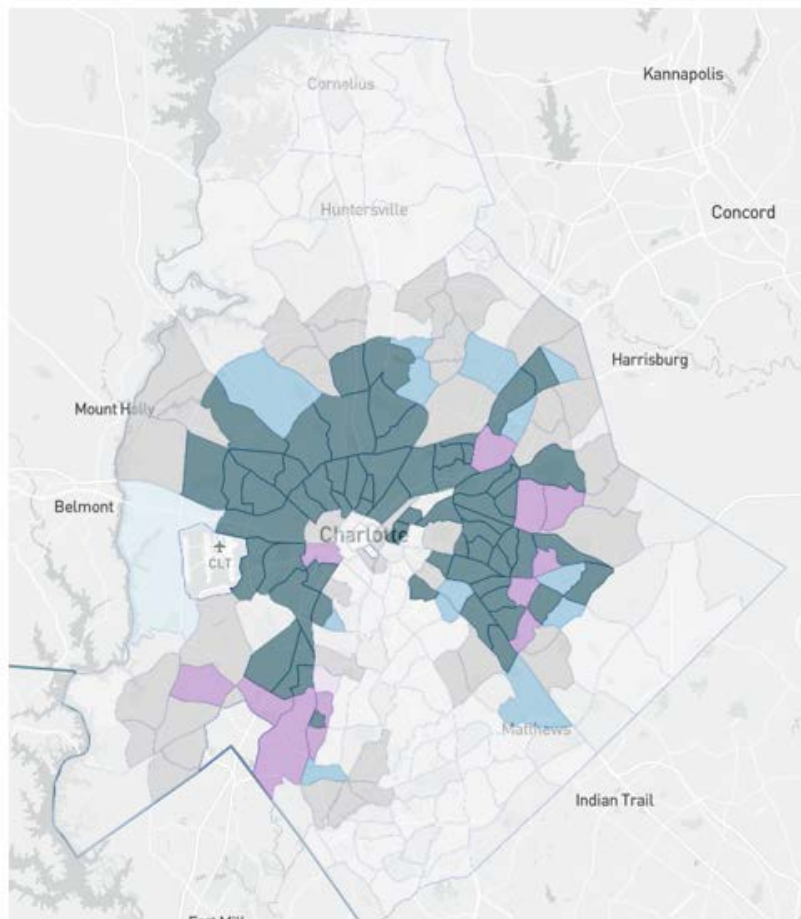 Cornelius
Kannapolis
Huntersville
Concord
Harrisburg
Mount Holly
Belmont
Charlotte
CLT
Matthews
Indian Trail